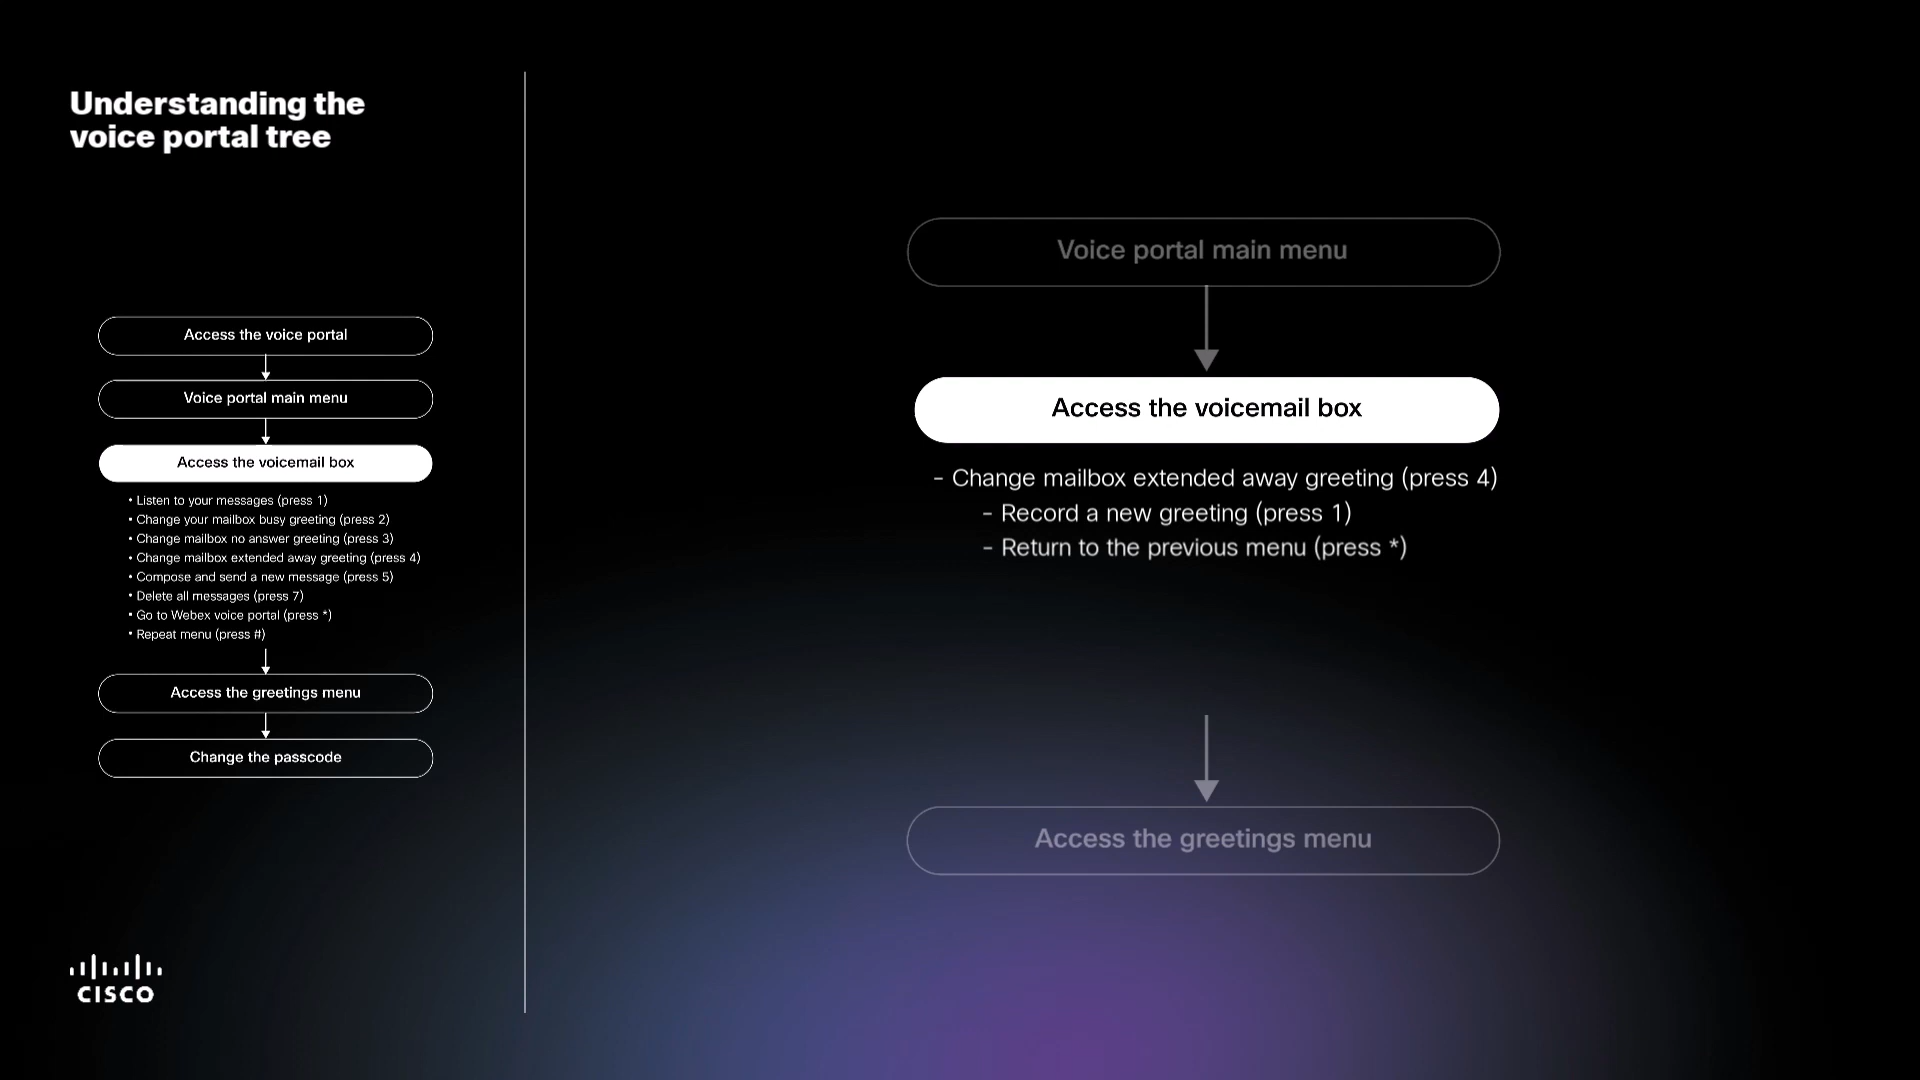 Understanding the
voice portal tree
Access the voice portal
Voice portal main menu
Access the voicemail box
• Listen to your messages (press 1)
• Change your mailbox busy greeting (press 2)
• Change mailbox no answer greeting (press 3)
• Change mailbox extended away greeting (press 4)
• Compose and send a new message (press 5)
• Delete all messages (press 7)
• Go to Webex voice portal (press *)
• Repeat menu (press #)
Access the greetings menu
Change the passcode
CISCO
Voice portal main menu
Access the voicemail box
- Change mailbox extended away greeting (press 4)
- Record a new greeting (press 1)
- Return to the previous menu (press *)
Access the greetings menu